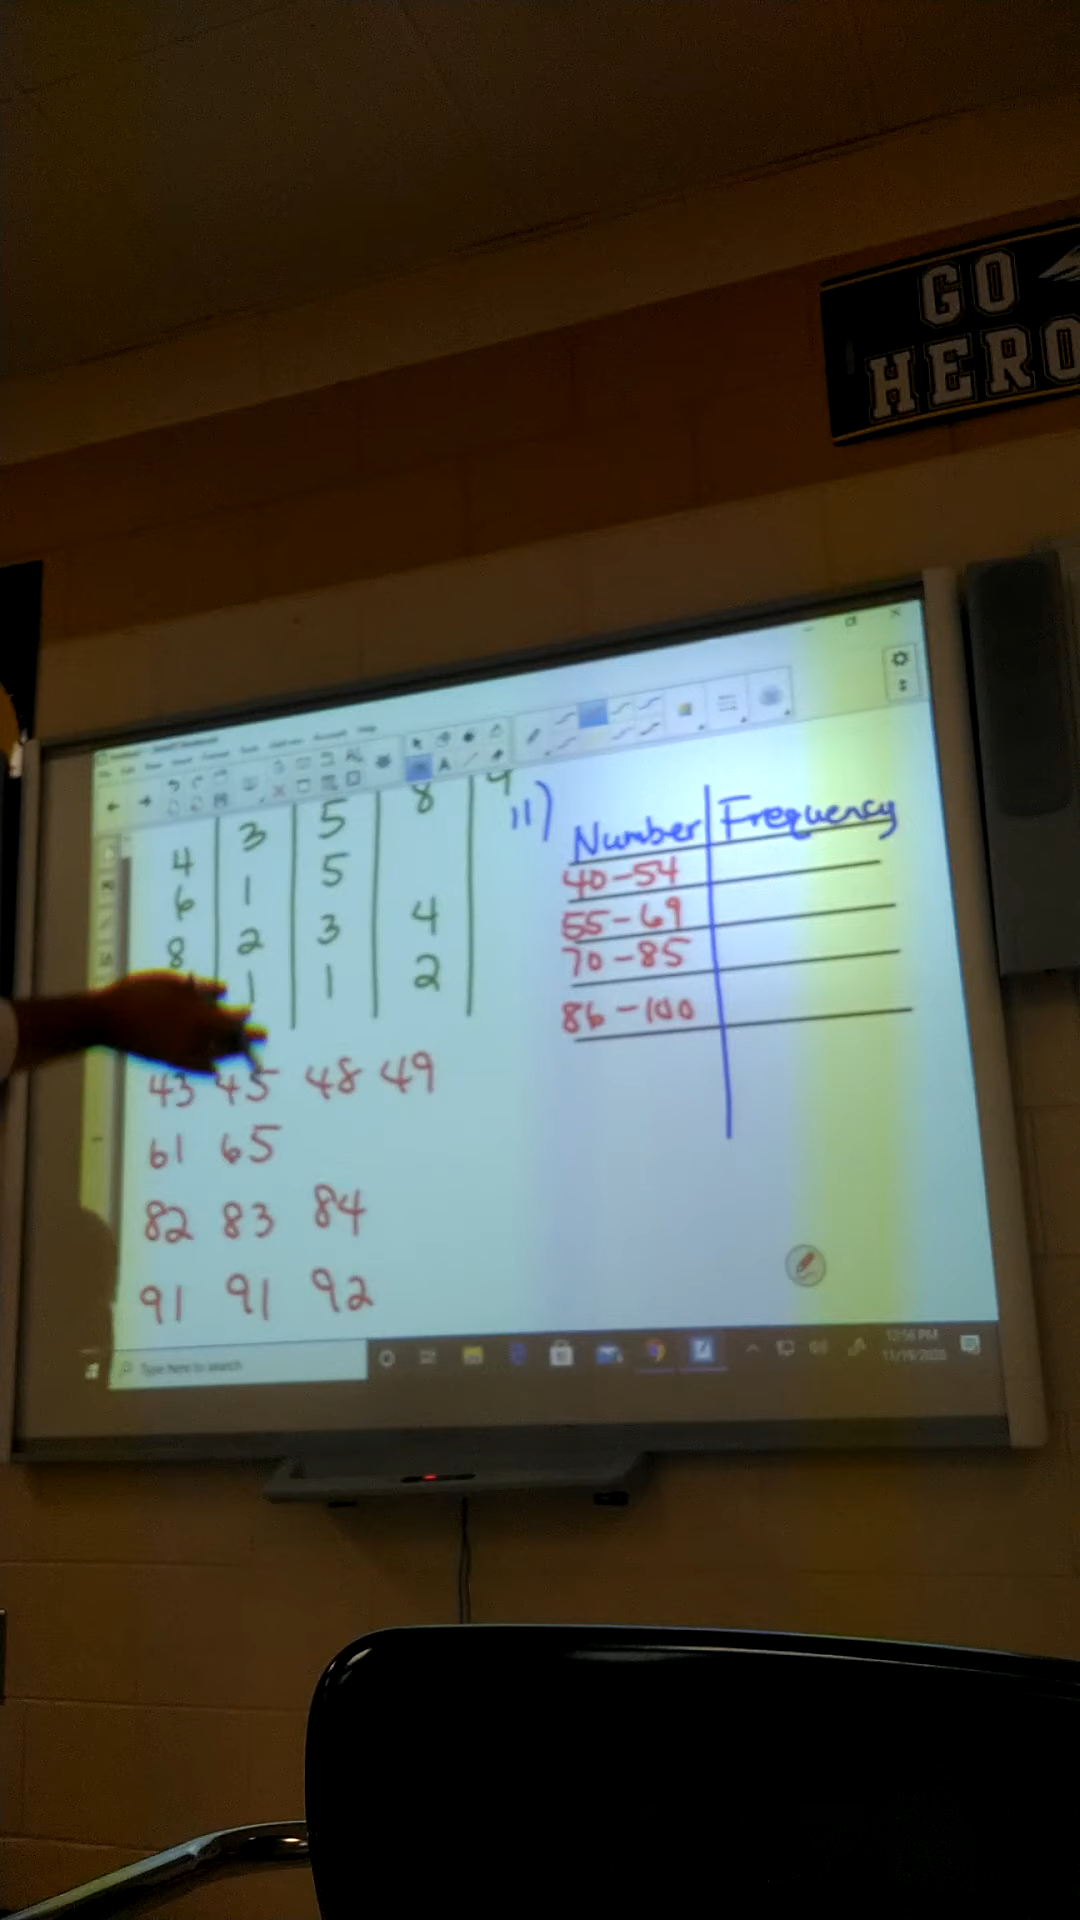 GO
HERO
3 5 8 9
4
6 1 5
8 2 3 4
1 1 2
43 45 48 49
61 65
82 83 84
91 91 92
11)
Number Frequency
40-54
55-69
70-85
86-100
Type here to search
12:56 PM
11/19/2020